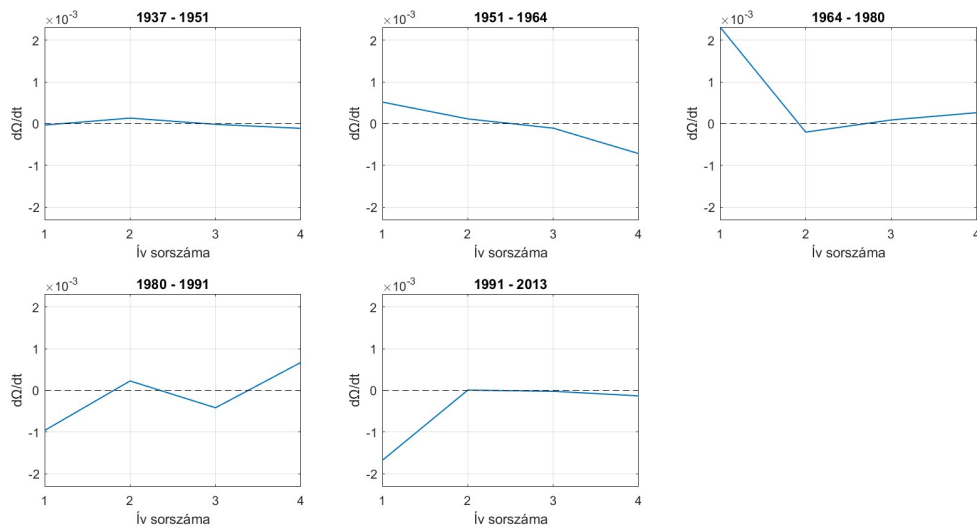 1937 - 1951
×10⁻³
2
1
0
-1
-2
dΩ/dt
1 2 3 4
Ív sorszáma
1951 - 1964
×10⁻³
2
1
0
-1
-2
dΩ/dt
1 2 3 4
Ív sorszáma
1964 - 1980
×10⁻³
2
1
0
-1
-2
dΩ/dt
1 2 3 4
Ív sorszáma
1980 - 1991
×10⁻³
2
1
0
-1
-2
dΩ/dt
1 2 3 4
Ív sorszáma
1991 - 2013
×10⁻³
2
1
0
-1
-2
dΩ/dt
1 2 3 4
Ív sorszáma